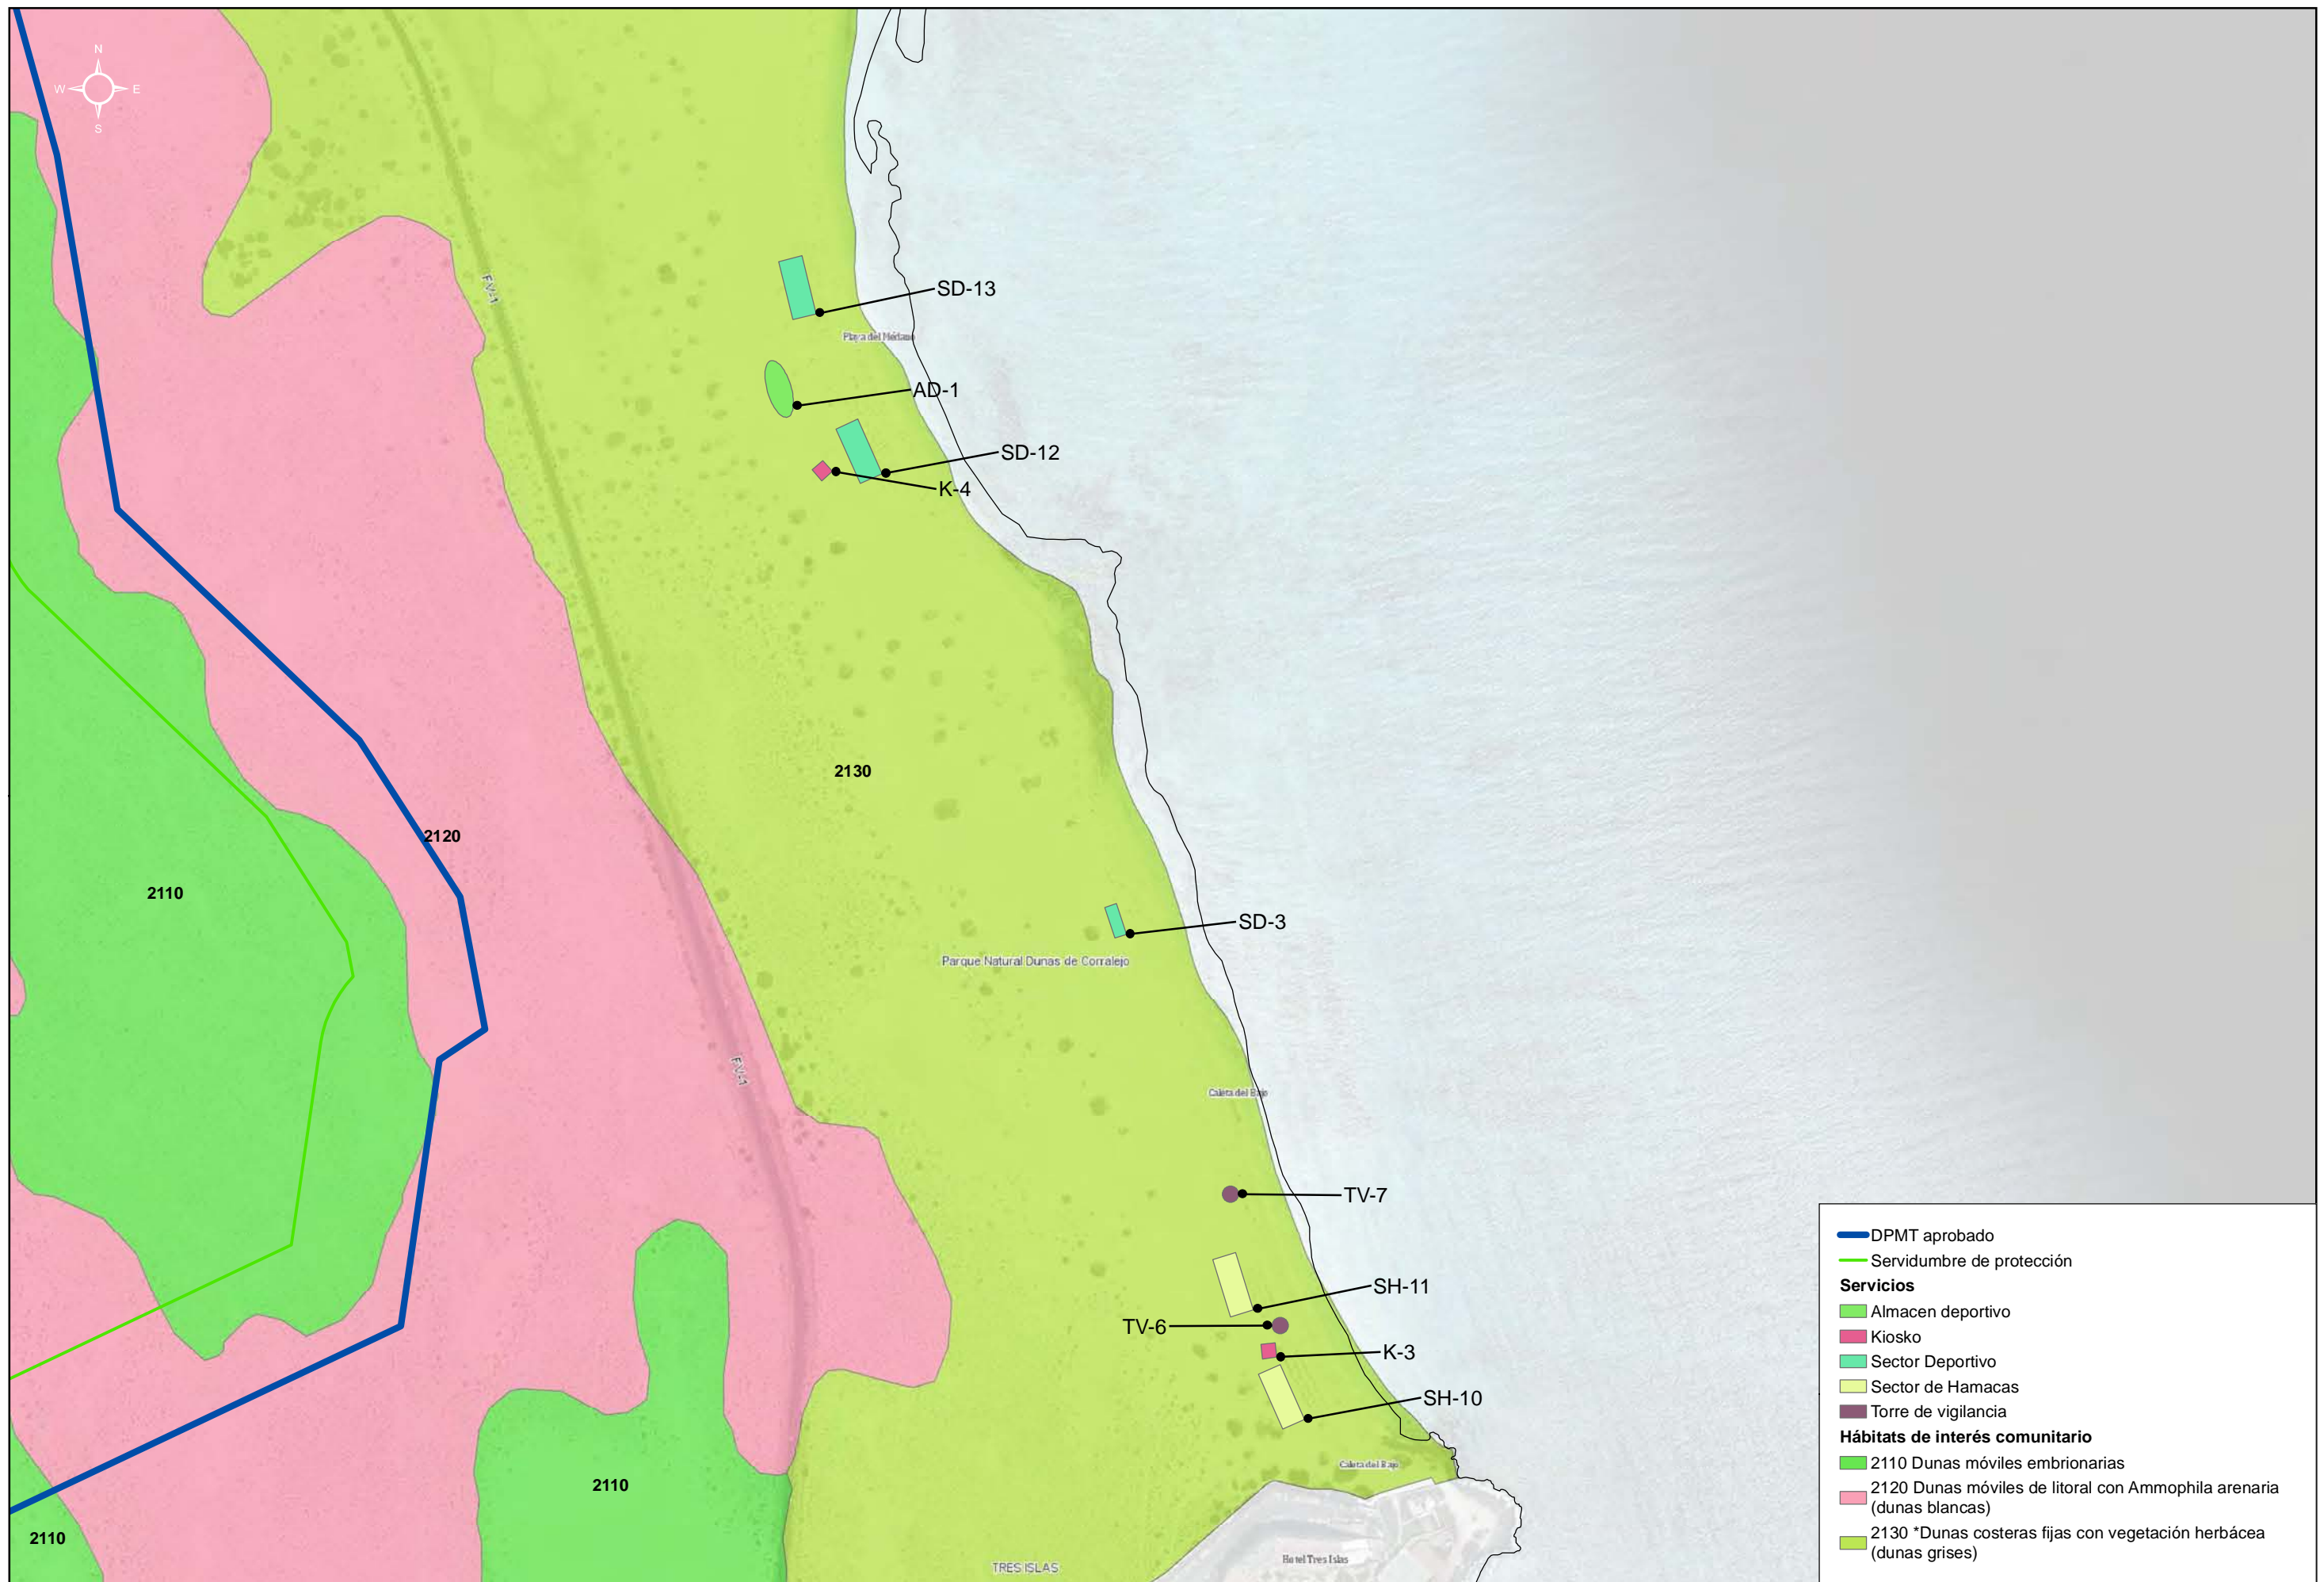 N
W E
S
FV-1
SD-13
Playa del Médano
AD-1
SD-12
K-4
2130
2120
2110
SD-3
Parque Natural Dunas de Corralejo
FV-1
Caleta del Bajo
TV-7
SH-11
TV-6
K-3
SH-10
Caleta del Bajo
2110
2110
Hotel Tres Islas
TRES ISLAS
DPMT aprobado
Servidumbre de protección
Servicios
Almacen deportivo
Kiosko
Sector Deportivo
Sector de Hamacas
Torre de vigilancia
Hábitats de interés comunitario
2110 Dunas móviles embrionarias
2120 Dunas móviles de litoral con Ammophila arenaria
(dunas blancas)
2130 *Dunas costeras fijas con vegetación herbácea
(dunas grises)